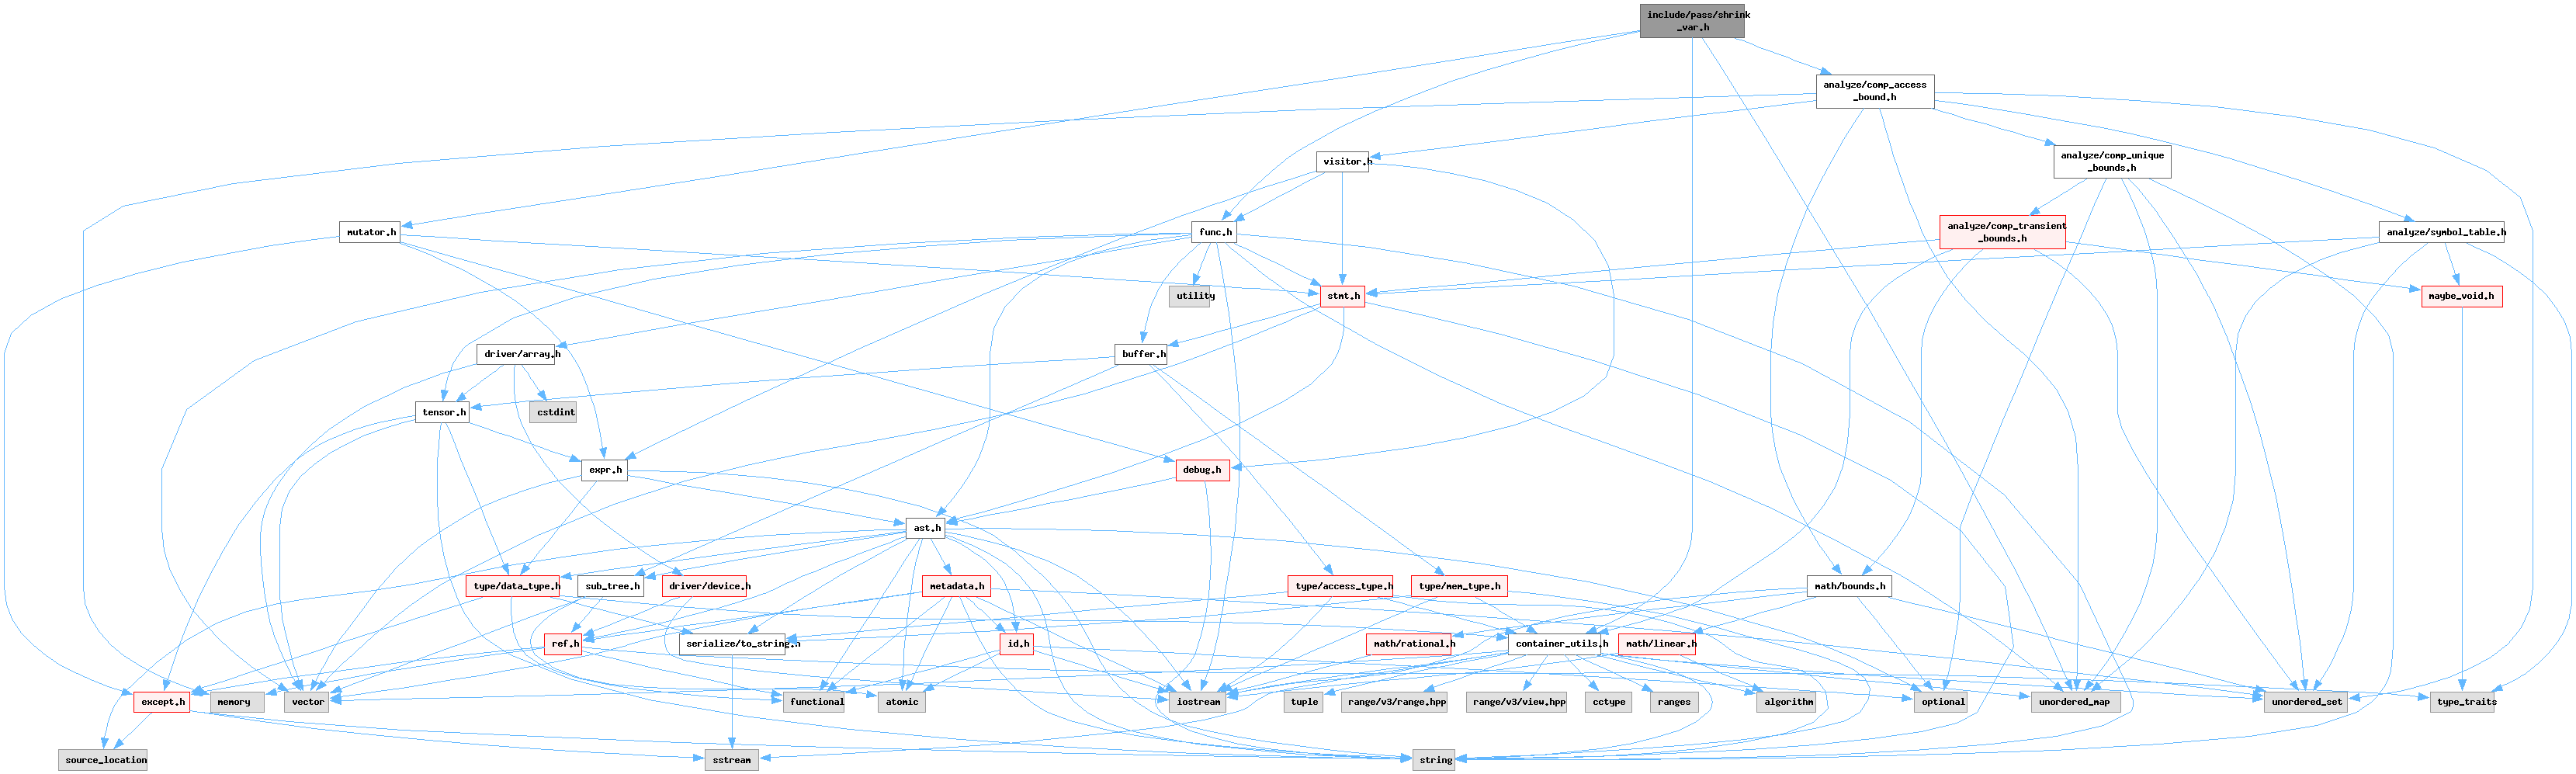 include/pass/shrink
_var.h
analyze/comp_access
_bound.h
visitor.h
analyze/comp_unique
_bounds.h
mutator.h
func.h
analyze/comp_transient
_bounds.h
analyze/symbol_table.h
utility
stmt.h
maybe_void.h
driver/array.h
buffer.h
tensor.h
cstdint
expr.h
debug.h
ast.h
type/data_type.h
sub_tree.h
driver/device.h
metadata.h
type/access_type.h
type/mem_type.h
math/bounds.h
ref.h
serialize/to_string.h
id.h
math/rational.h
container_utils.h
math/linear.h
except.h
memory
vector
functional
atomic
iostream
tuple
range/v3/range.hpp
range/v3/view.hpp
cctype
ranges
algorithm
optional
unordered_map
unordered_set
type_traits
source_location
sstream
string